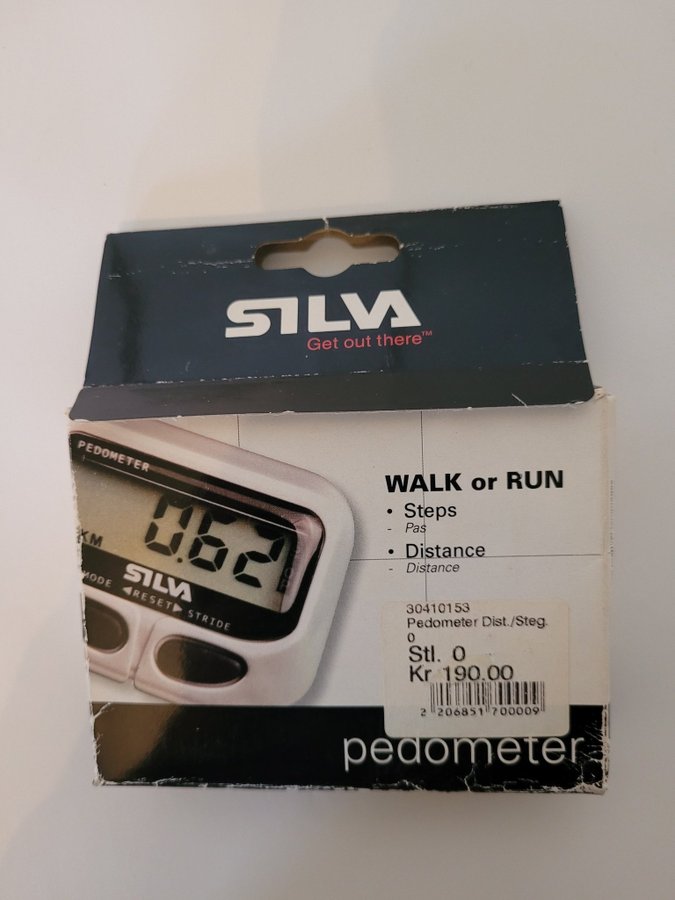 SILVA
Get out there™
PEDOMETER
0.62
KM
SILVA
MODE ◀RESET▶ STRIDE
WALK or RUN
• Steps
- Pas
• Distance
- Distance
30410153
Pedometer Dist./Steg.
0
Stl. 0
Kr 190.00
2 206851 700009
pedometer